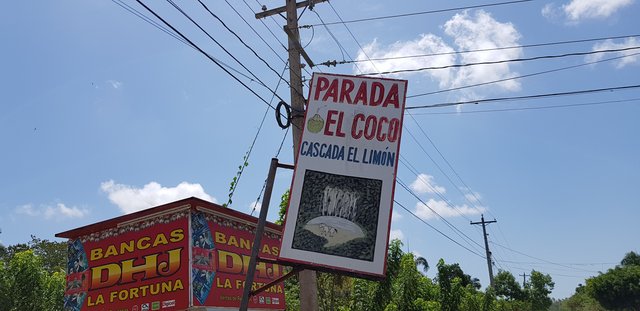 PARADA
EL COCO
CASCADA EL LIMÓN
BANCAS
DHJ
LA FORTUNA
BANCAS
DHJ
LA FORTUNA